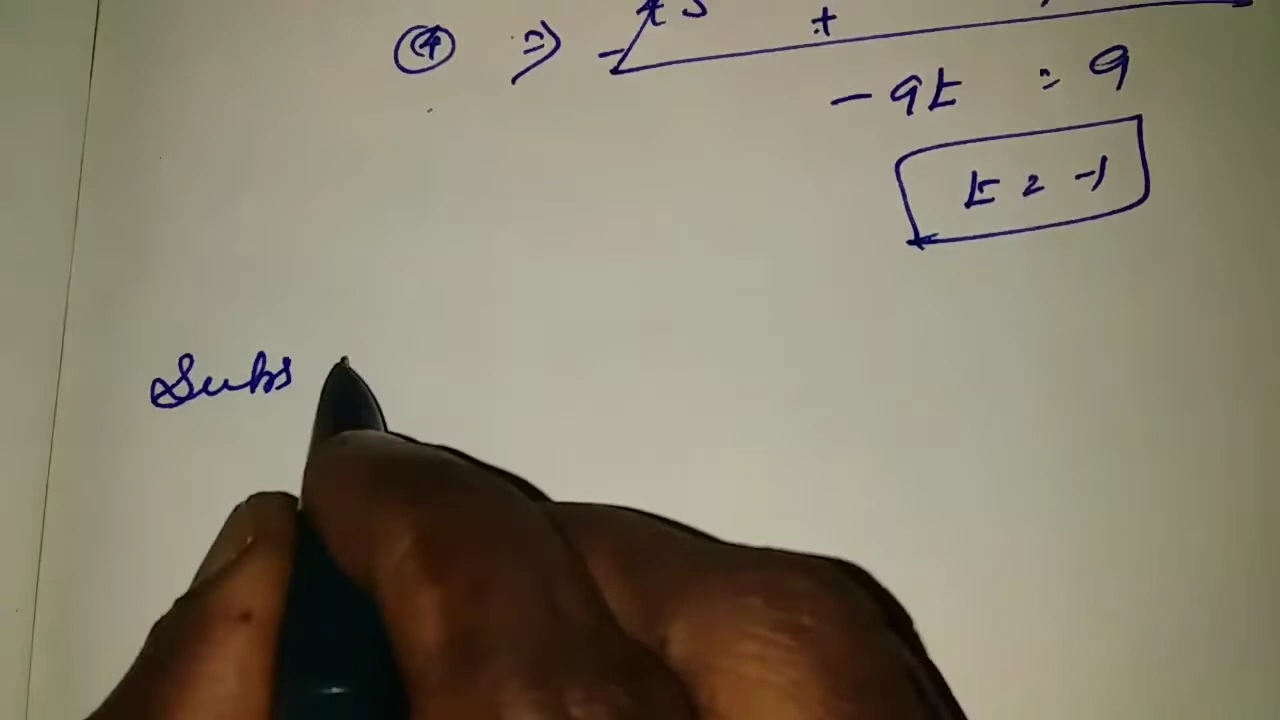 ④ ⇒ - +
- 9t = 9
t = -1
Subs